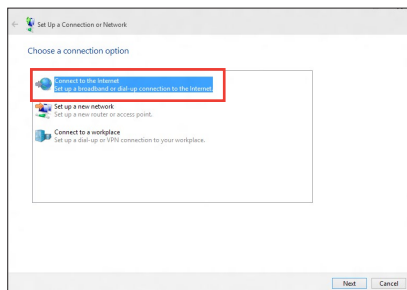 Set Up a Connection or Network
Choose a connection option
Connect to the Internet
Set up a broadband or dial-up connection to the Internet.
Set up a new network
Set up a new router or access point.
Connect to a workplace
Set up a dial-up or VPN connection to your workplace.
Next Cancel